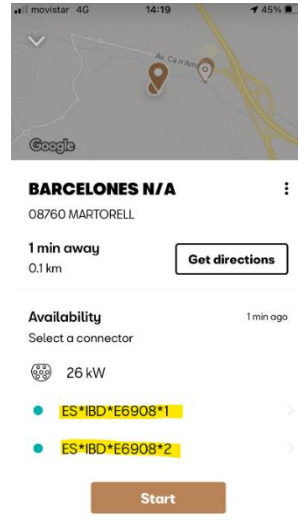 movistar 4G 14:19 45%
Av. Ca n'Am
Google
BARCELONES N/A
08760 MARTORELL
1 min away
0.1 km
Get directions
Availability 1 min ago
Select a connector
26 kW
ES*IBD*E6908*1
ES*IBD*E6908*2
Start